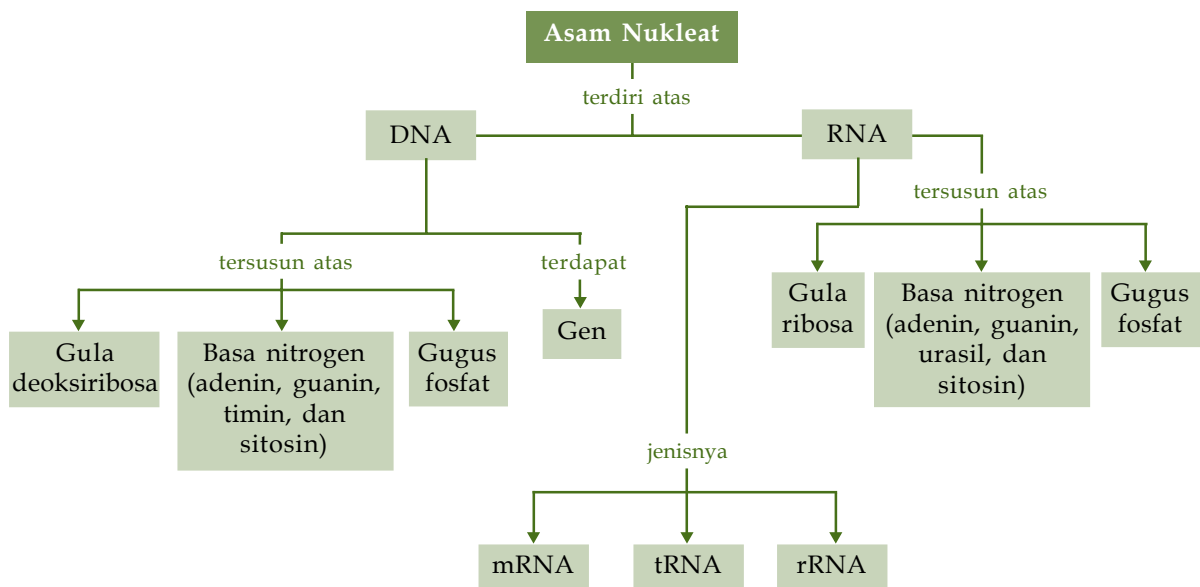 Asam Nukleat
terdiri atas
DNA
RNA
tersusun atas
terdapat
tersusun atas
Gula
deoksiribosa
Basa nitrogen
(adenin, guanin,
timin, dan
sitosin)
Gugus
fosfat
Gen
Gula
ribosa
Basa nitrogen
(adenin, guanin,
urasil, dan
sitosin)
Gugus
fosfat
jenisnya
mRNA
tRNA
rRNA